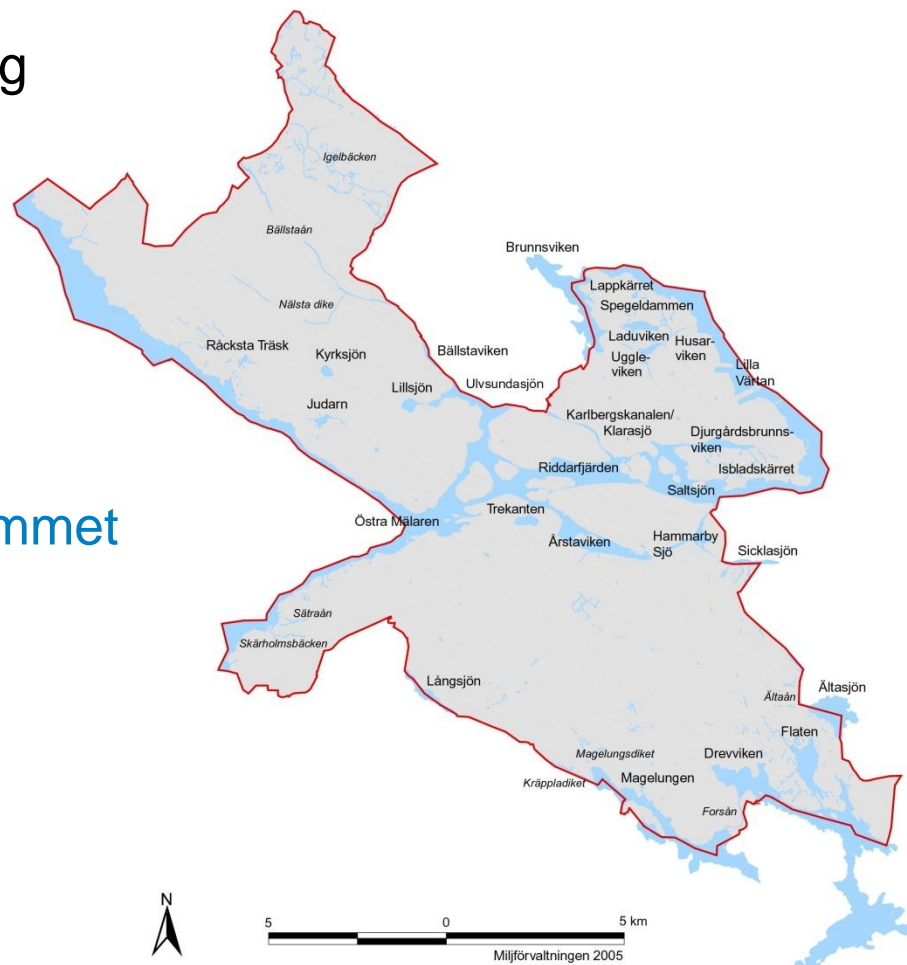 g
Igelbäcken
Bällstaån
Brunnsviken
Lappkärret
Spegeldammen
Nälsta dike
Råcksta Träsk
Kyrksjön
Bällstaviken
Laduviken
Husar-
viken
Uggle-
viken
Lilla
Värtan
Lillsjön
Ulvsundasjön
Judarn
Karlbergskanalen/
Klarasjö
Djurgårdsbrunns-
viken
Riddarfjärden
Isbladskärret
Saltsjön
Trekanten
mmet
Östra Mälaren
Årstaviken
Hammarby
Sjö
Sicklasjön
Sätraån
Skärholmsbäcken
Långsjön
Ältaån
Ältasjön
Flaten
Magelungsdiket
Drevviken
Kräppladiket
Magelungen
Forsån
N
5 0 5 km
Miljförvaltningen 2005